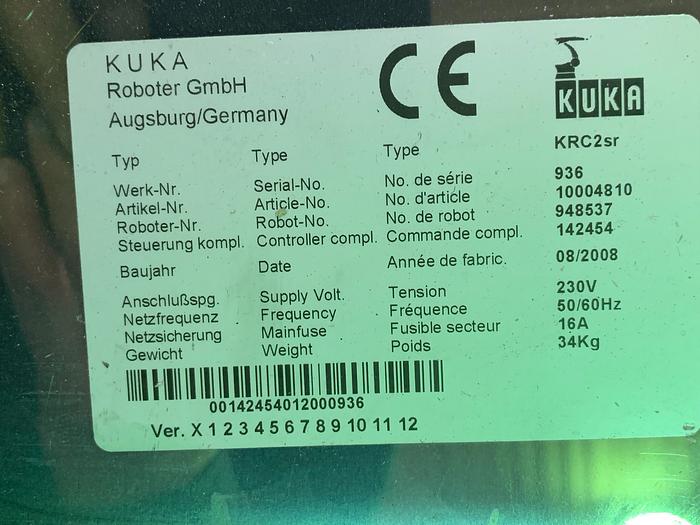 KUKA
Roboter GmbH
Augsburg/Germany
CE
KUKA
Typ Type Type KRC2sr
Werk-Nr. Serial-No. No. de série 936
Artikel-Nr. Article-No. No. d'article 10004810
Roboter-Nr. Robot-No. No. de robot 948537
Steuerung kompl. Controller compl. Commande compl. 142454
Baujahr Date Année de fabric. 08/2008
Anschlußspg. Supply Volt. Tension 230V
Netzfrequenz Frequency Fréquence 50/60Hz
Netzsicherung Mainfuse Fusible secteur 16A
Gewicht Weight Poids 34Kg
00142454012000936
Ver. X 1 2 3 4 5 6 7 8 9 10 11 12